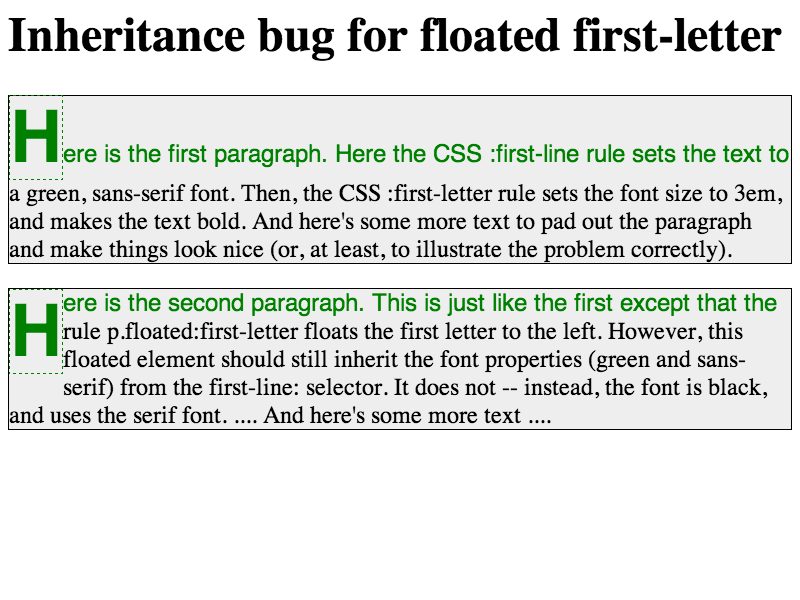 Inheritance bug for floated first-letter
Here is the first paragraph. Here the CSS :first-line rule sets the text to
a green, sans-serif font. Then, the CSS :first-letter rule sets the font size to 3em,
and makes the text bold. And here's some more text to pad out the paragraph
and make things look nice (or, at least, to illustrate the problem correctly).
Here is the second paragraph. This is just like the first except that the
rule p.floated:first-letter floats the first letter to the left. However, this
floated element should still inherit the font properties (green and sans-
serif) from the first-line: selector. It does not -- instead, the font is black,
and uses the serif font. .... And here's some more text ....